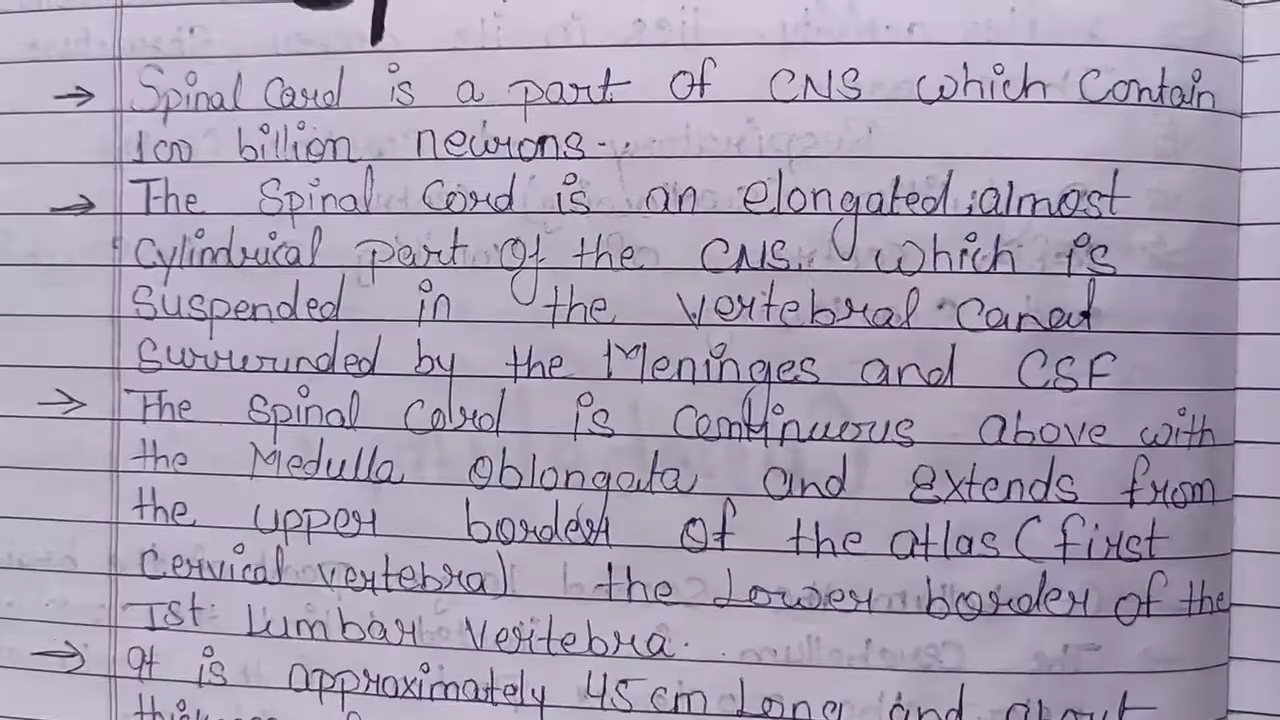 → Spinal Cord is a part of CNS which Contain
100 billion neurons.
→ The Spinal Cord is an elongated, almost
Cylindrical part of the CNS, which is
Suspended in the vertebral Canal
Surrurinded by the Meninges and CSF
→ The Spinal Cord is continuous above with
the Medulla oblongata and extends from
the upper border of the atlas (first
Cervical vertebra) the Lower border of the
Ist Lumbar Vertebra.
→ It is approximately 45 cm Long and about